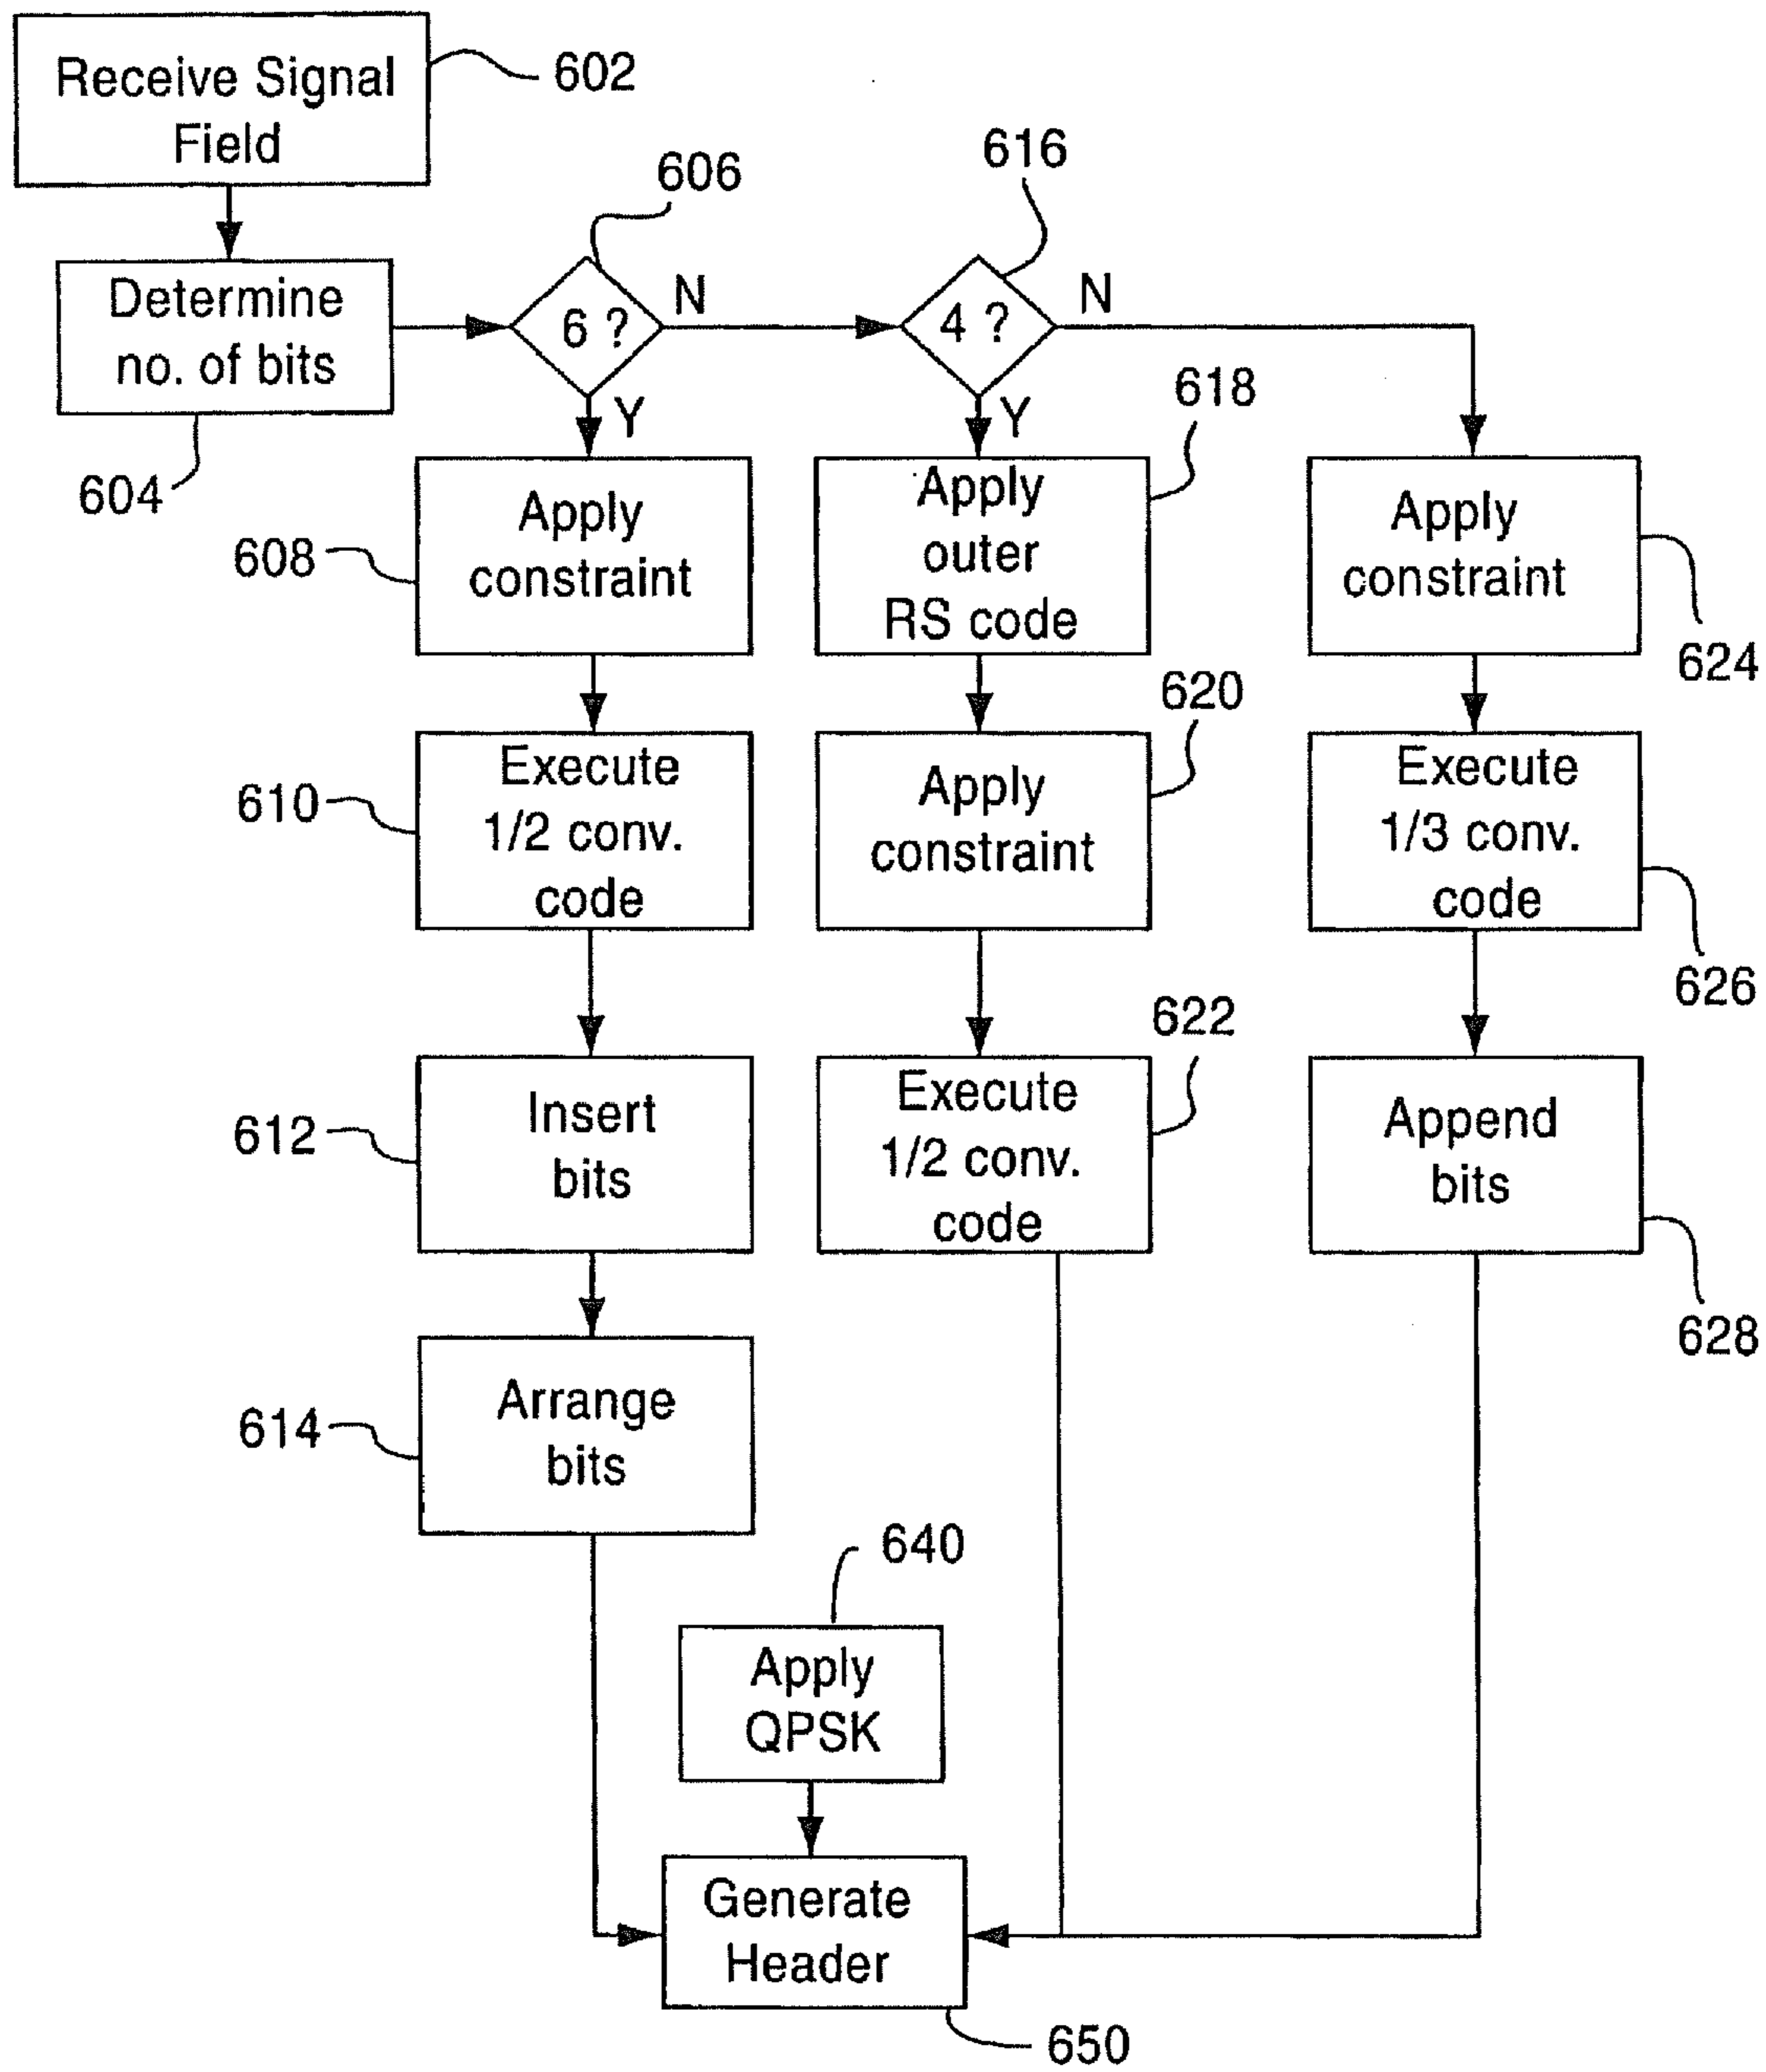 Receive Signal
Field
602
606
616
Determine
no. of bits
604
6 ?
N
Y
4 ?
N
Y
618
Apply
constraint
608
Apply
outer
RS code
Apply
constraint
624
620
Execute
1/2 conv.
code
610
Apply
constraint
Execute
1/3 conv.
code
626
622
Insert
bits
612
Execute
1/2 conv.
code
Append
bits
628
Arrange
bits
614
640
Apply
QPSK
Generate
Header
650